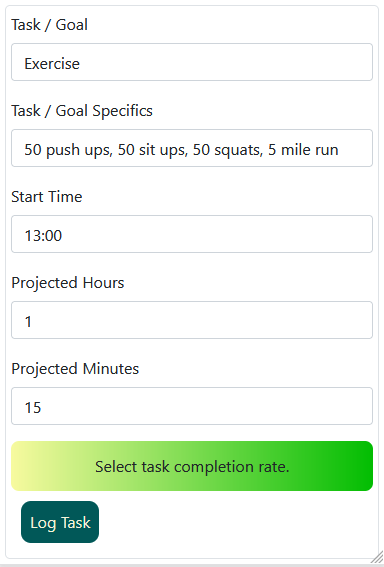 Task / Goal
Exercise
Task / Goal Specifics
50 push ups, 50 sit ups, 50 squats, 5 mile run
Start Time
13:00
Projected Hours
1
Projected Minutes
15
Select task completion rate.
Log Task